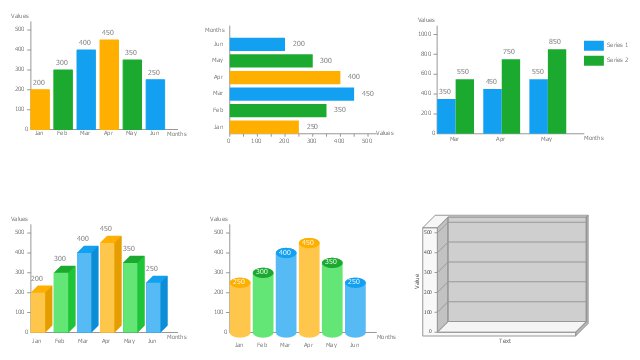 Values
500
400
300
200
100
0
200
300
400
450
350
250
Jan
Feb
Mar
Apr
May
Jun
Months
Months
Jun
May
Apr
Mar
Feb
Jan
200
300
400
450
350
250
0
100
200
300
400
500
Values
Values
1000
800
600
400
200
0
350
550
450
750
550
850
Mar
Apr
May
Months
Series 1
Series 2
Values
500
400
300
200
100
0
200
300
400
450
350
250
Jan
Feb
Mar
Apr
May
Jun
Months
Values
500
400
300
200
100
0
250
300
400
450
350
250
Jan
Feb
Mar
Apr
May
Jun
Months
Value
500
400
300
200
100
0
Text